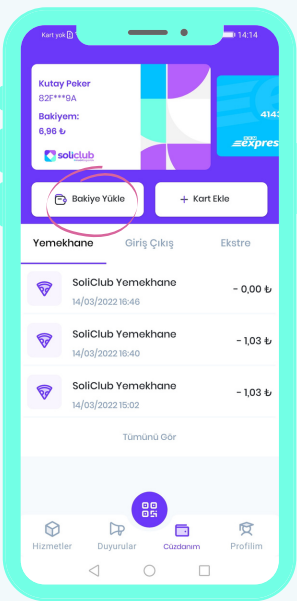 Kart yok
14:14
Kutay Peker
82F***9A
Bakiyem:
6,96 ₺
soliclub
4143
express
Bakiye Yükle
+ Kart Ekle
Yemekhane
Giriş Çıkış
Ekstre
SoliClub Yemekhane
- 0,00 ₺
14/03/2022 16:46
SoliClub Yemekhane
- 1,03 ₺
14/03/2022 16:40
SoliClub Yemekhane
- 1,03 ₺
14/03/2022 15:02
Tümünü Gör
Hizmetler
Duyurular
Cüzdanım
Profilim